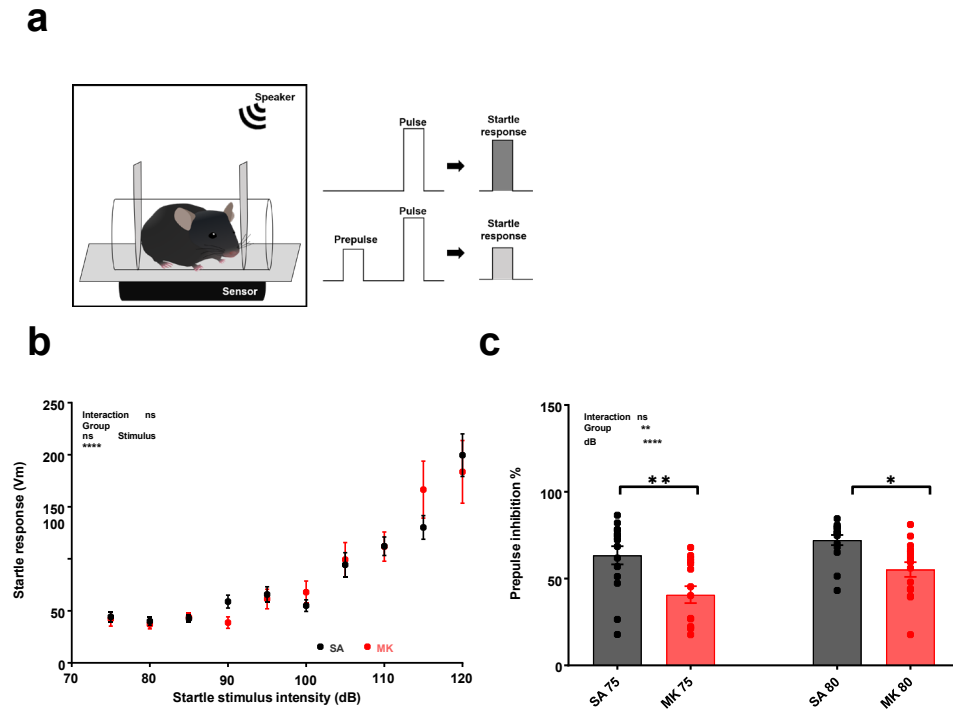 a
Speaker
Sensor
Pulse
Startle
response
Prepulse
Pulse
Startle
response
b
Startle response (Vm)
250
200
150
100
50
0
Interaction ns
Group
ns Stimulus
****
SA
MK
70
80
90
100
110
120
Startle stimulus intensity (dB)
c
Prepulse inhibition %
150
100
50
0
Interaction ns
Group **
dB ****
**
*
SA 75
MK 75
SA 80
MK 80